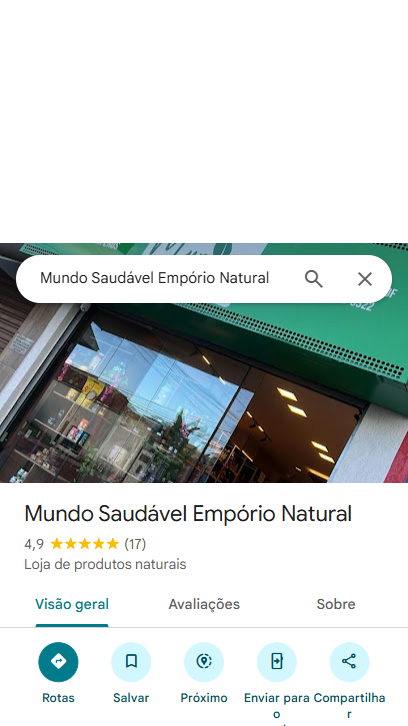 Mundo Saudável Empório Natural
Mundo Saudável Empório Natural
4,9 (17)
Loja de produtos naturais
Visão geral Avaliações Sobre
Rotas Salvar Próximo Enviar para o Compartilhar